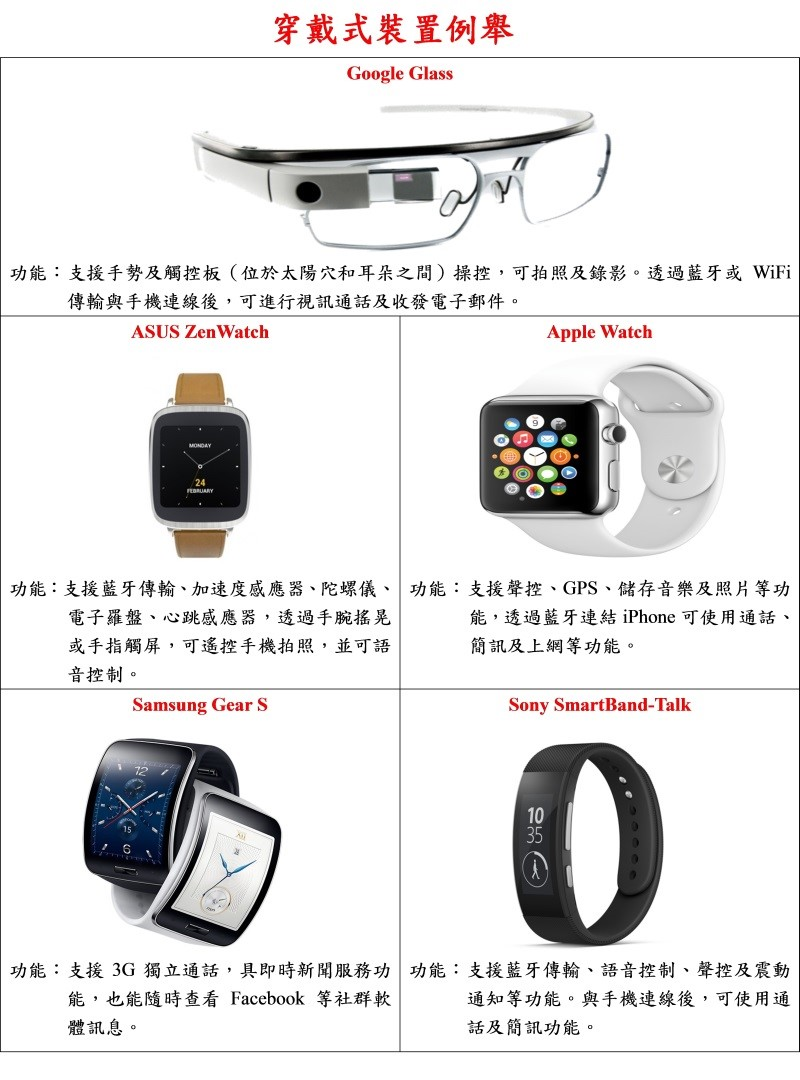 穿戴式裝置例舉
Google Glass
功能：支援手勢及觸控板（位於太陽穴和耳朵之間）操控，可拍照及錄影。透過藍牙或 WiFi
傳輸與手機連線後，可進行視訊通話及收發電子郵件。
ASUS ZenWatch
MONDAY
24
FEBRUARY
功能：支援藍牙傳輸、加速度感應器、陀螺儀、
電子羅盤、心跳感應器，透過手腕搖晃
或手指觸屏，可遙控手機拍照，並可語
音控制。
Apple Watch
9
功能：支援聲控、GPS、儲存音樂及照片等功
能，透過藍牙連結 iPhone 可使用通話、
簡訊及上網等功能。
Samsung Gear S
12
15
6
功能：支援 3G 獨立通話，具即時新聞服務功
能，也能隨時查看 Facebook 等社群軟
體訊息。
Sony SmartBand-Talk
10
35
功能：支援藍牙傳輸、語音控制、聲控及震動
通知等功能。與手機連線後，可使用通
話及簡訊功能。